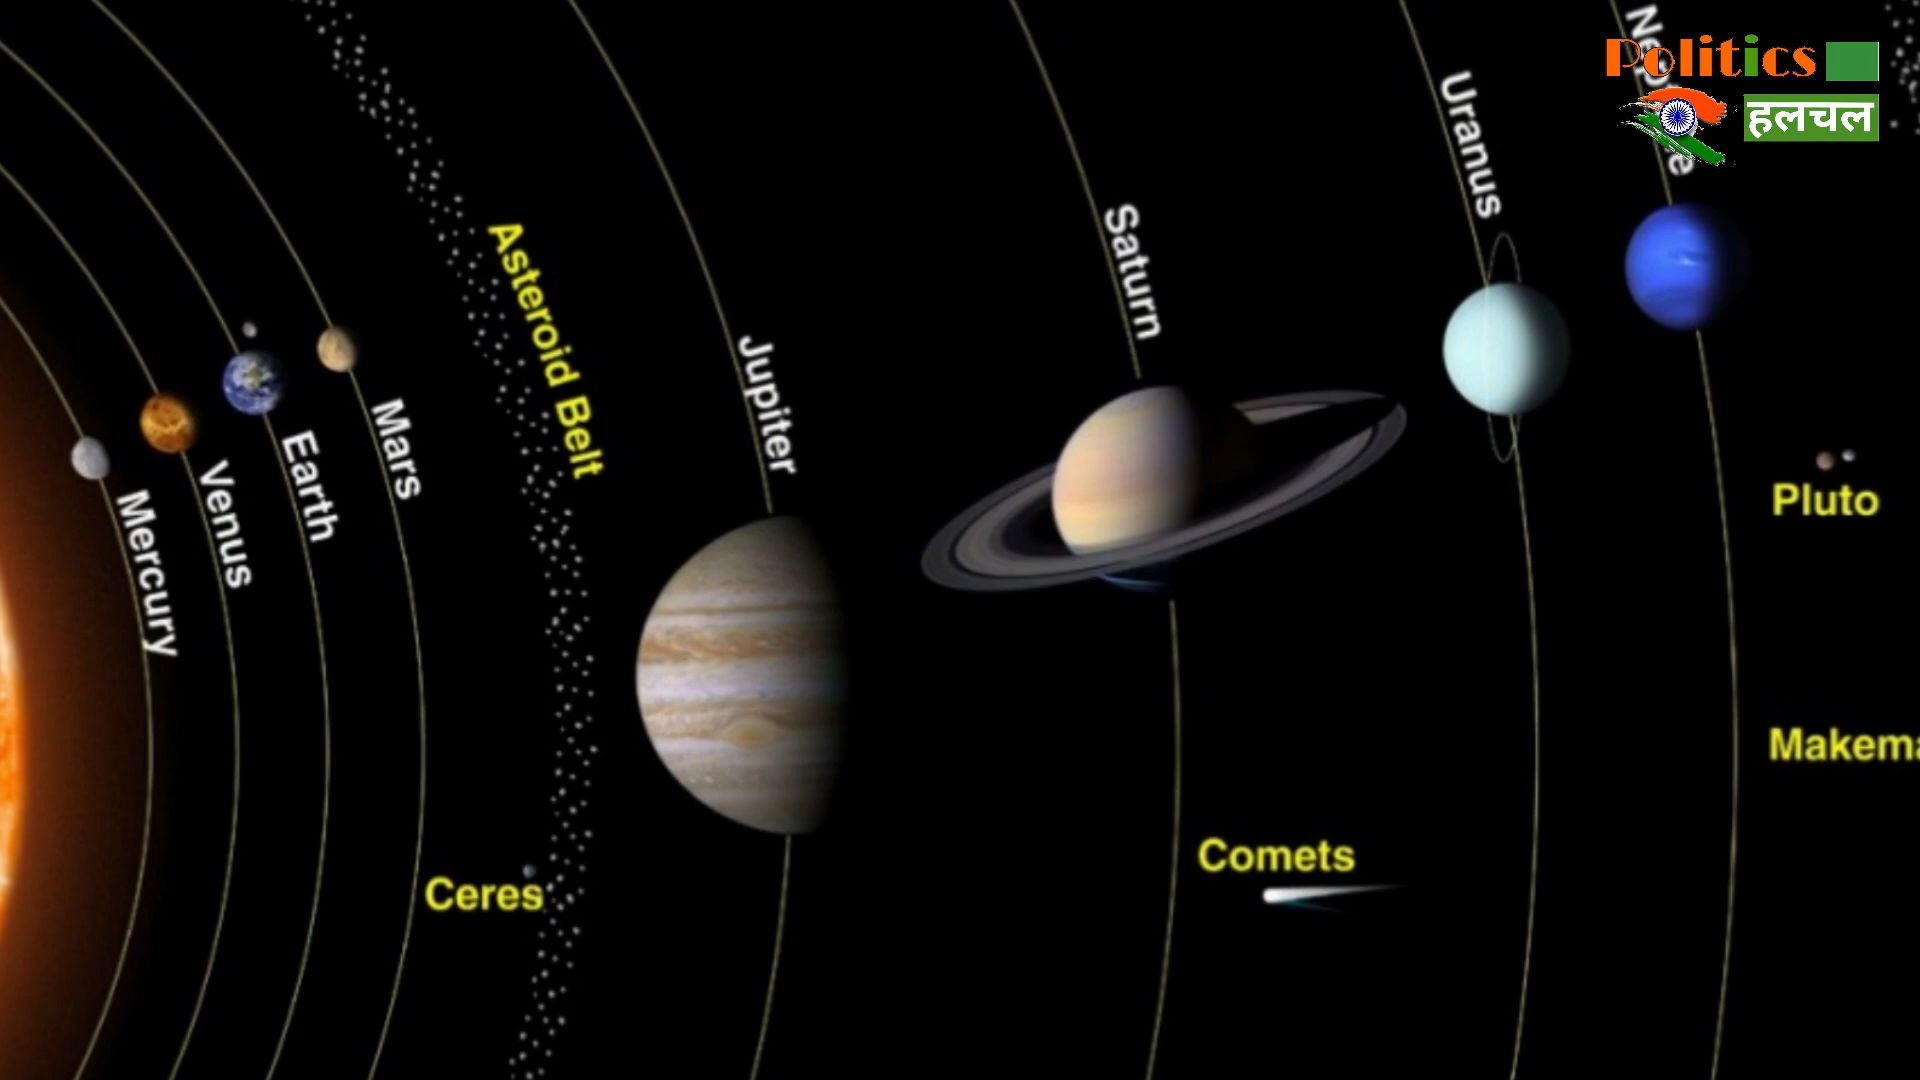 Politics
हलचल
Uranus
Saturn
Asteroid Belt
Jupiter
Mars
Earth
Venus
Mercury
Pluto
Comets
Ceres